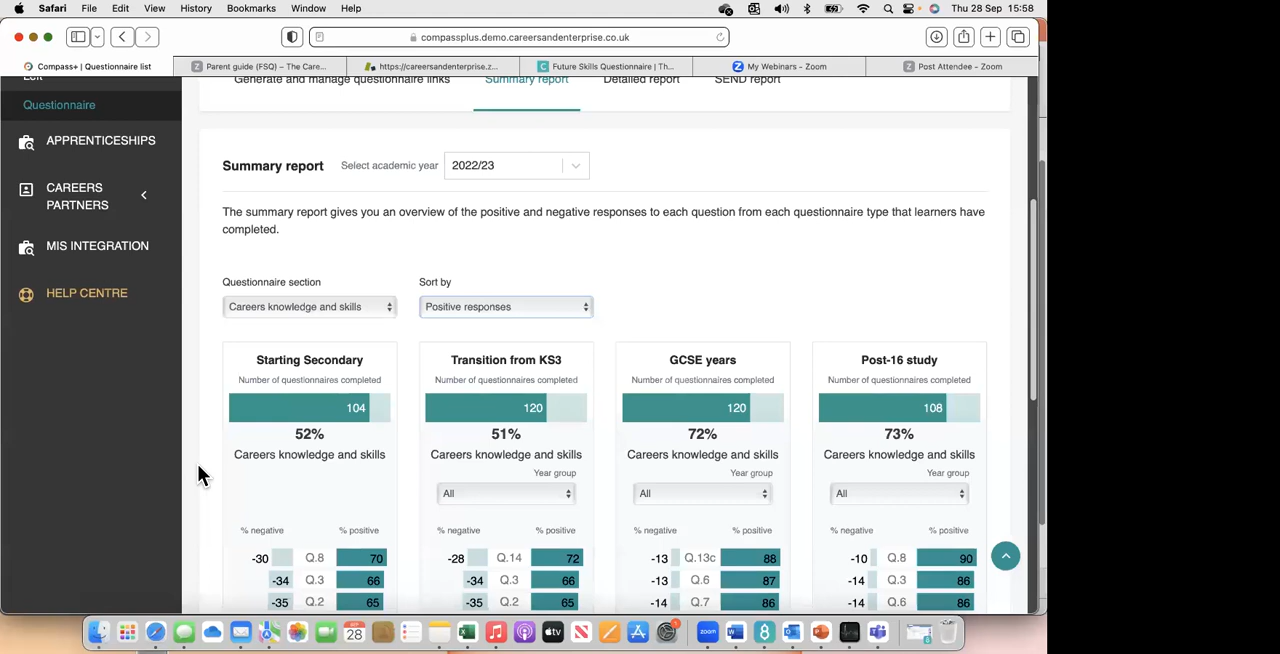 Safari File Edit View History Bookmarks Window Help Thu 28 Sep 15:58
compassplus.demo.careersandenterprise.co.uk
Compass+ | Questionnaire list Parent guide (FSQ) – The Care... https://careersandenterprise.z... Future Skills Questionnaire | Th... My Webinars - Zoom Post Attendee - Zoom
Generate and manage questionnaire links Summary report Detailed report SEND report
Questionnaire
APPRENTICESHIPS
CAREERS
PARTNERS
MIS INTEGRATION
HELP CENTRE
Summary report Select academic year 2022/23
The summary report gives you an overview of the positive and negative responses to each question from each questionnaire type that learners have
completed.
Questionnaire section Sort by
Careers knowledge and skills Positive responses
Starting Secondary Transition from KS3 GCSE years Post-16 study
Number of questionnaires completed Number of questionnaires completed Number of questionnaires completed Number of questionnaires completed
104 120 120 108
52% 51% 72% 73%
Careers knowledge and skills Careers knowledge and skills Careers knowledge and skills Careers knowledge and skills
Year group Year group Year group
All All All
% negative % positive % negative % positive % negative % positive % negative % positive
-30 Q.8 70 -28 Q.14 72 -13 Q.13c 88 -10 Q.8 90
-34 Q.3 66 -34 Q.3 66 -13 Q.6 87 -14 Q.3 86
-35 Q.2 65 -35 Q.2 65 -14 Q.7 86 -14 Q.6 86
28 tv zoom